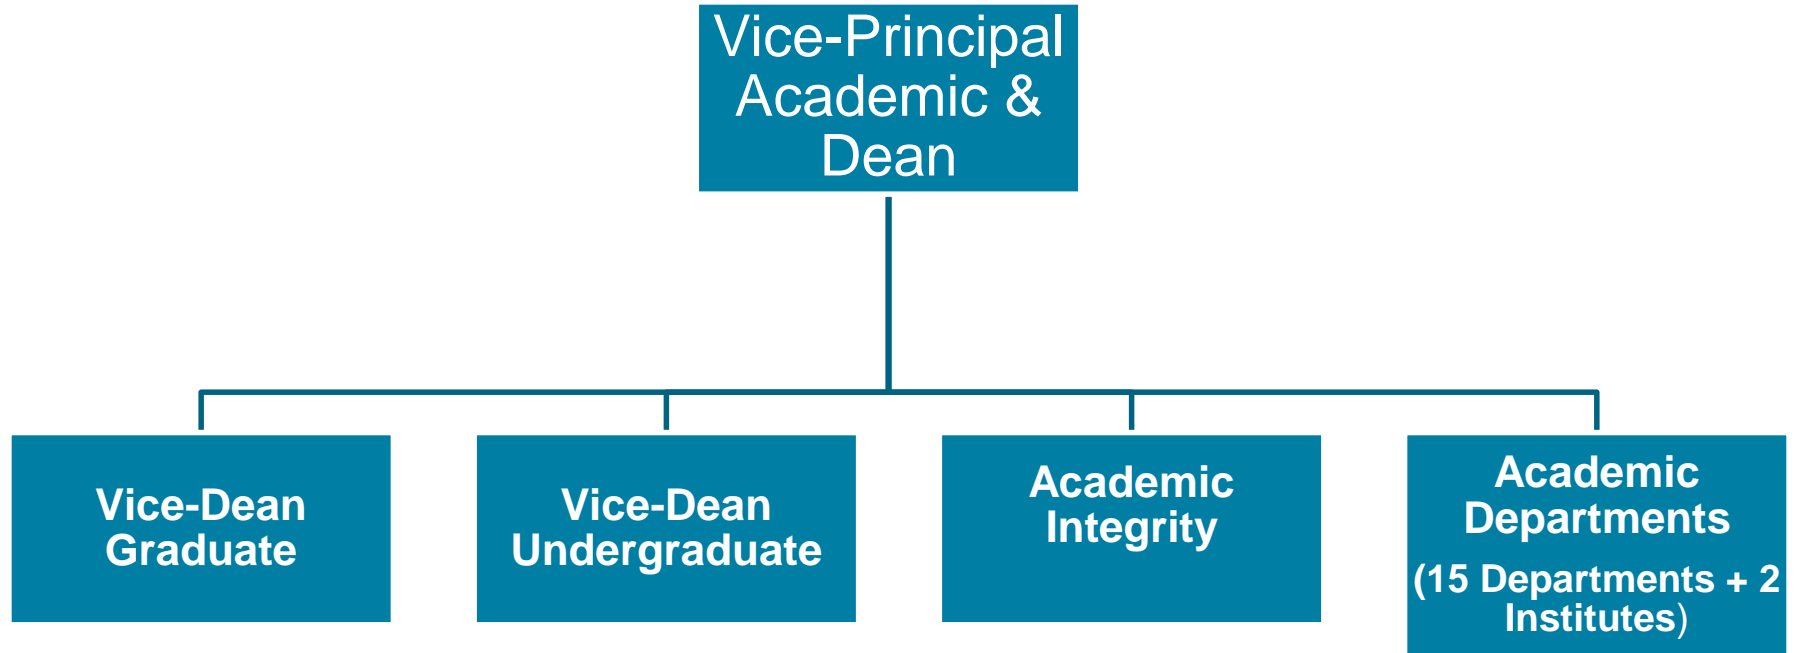 Vice-Principal
Academic &
Dean
Vice-Dean
Graduate
Vice-Dean
Undergraduate
Academic
Integrity
Academic
Departments
(15 Departments + 2
Institutes)